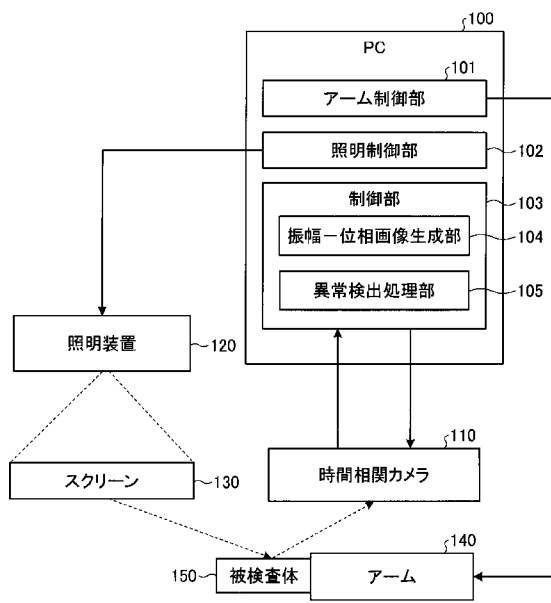 100
PC
101
アーム制御部
照明制御部
102
制御部
103
振幅-位相画像生成部
104
異常検出処理部
105
照明装置
120
110
時間相関カメラ
スクリーン
130
140
150
被検査体
アーム